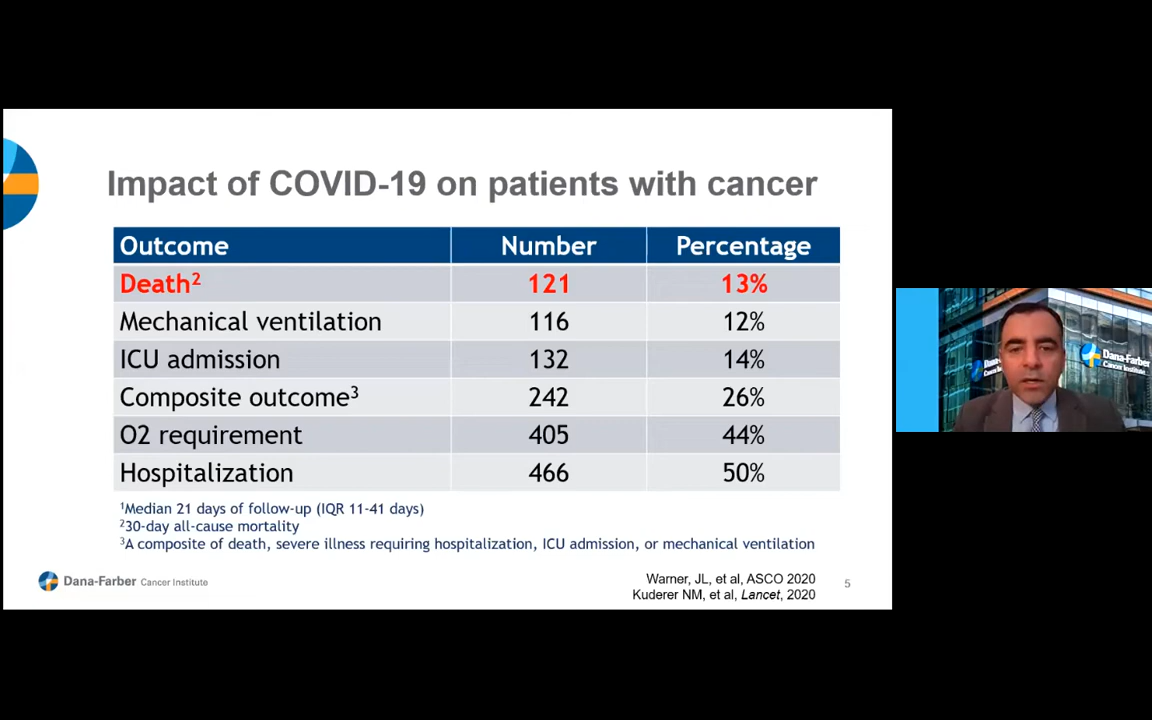 Impact of COVID-19 on patients with cancer
Outcome Number Percentage
Death² 121 13%
Mechanical ventilation 116 12%
ICU admission 132 14%
Composite outcome³ 242 26%
O2 requirement 405 44%
Hospitalization 466 50%
¹Median 21 days of follow-up (IQR 11-41 days)
²30-day all-cause mortality
³A composite of death, severe illness requiring hospitalization, ICU admission, or mechanical ventilation
Dana-Farber Cancer Institute
Warner, JL, et al, ASCO 2020
Kuderer NM, et al, Lancet, 2020
5
Dana-Farber
Cancer Institute